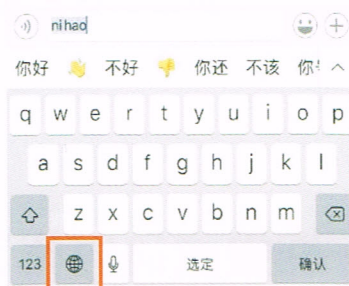 nihao
你好 👋 不好 👎 你还 不该 你
q w e r t y u i o p
a s d f g h j k l
z x c v b n m
123 选定 确认